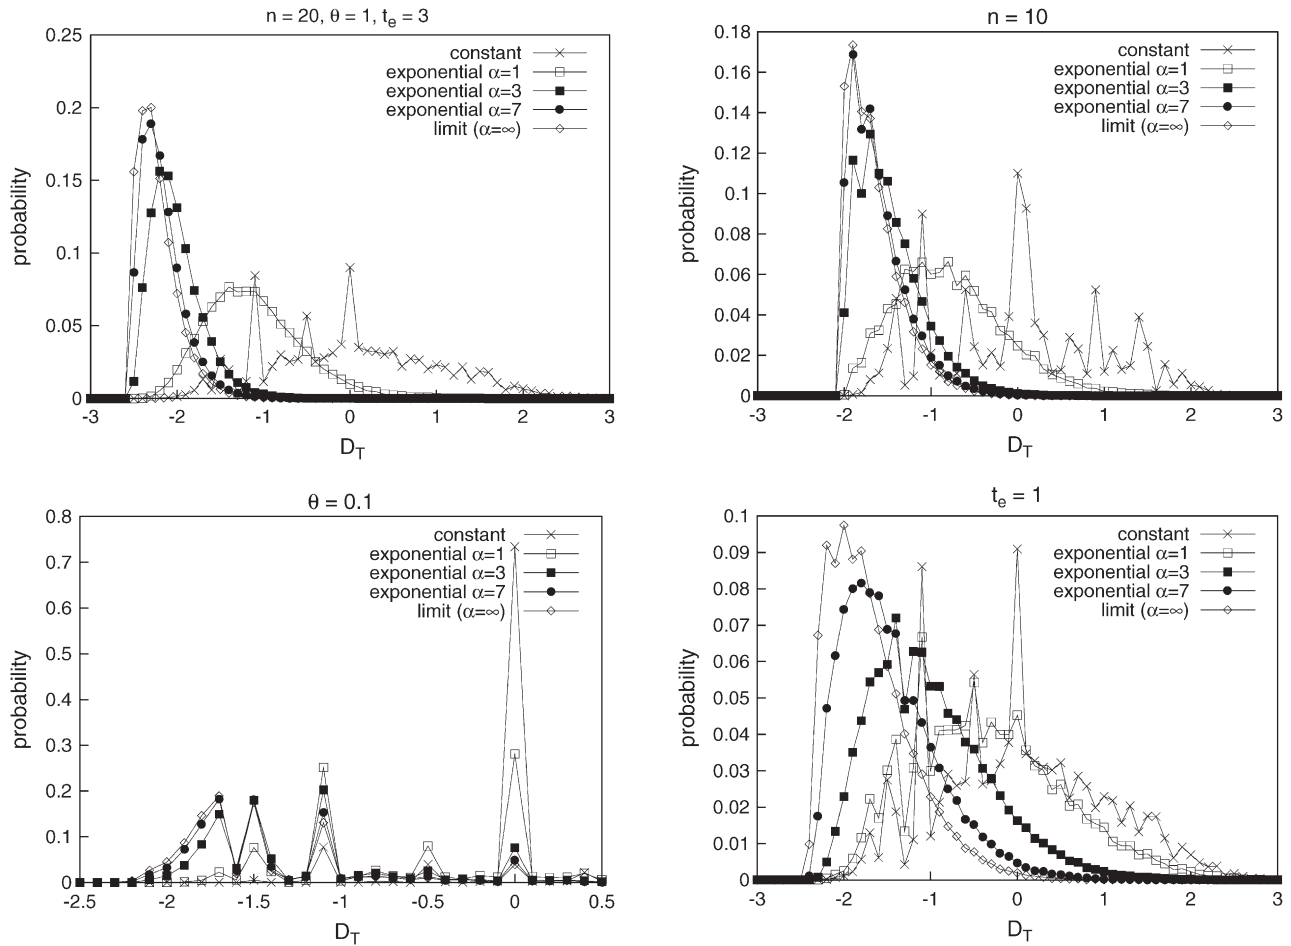 n = 20, θ = 1, tₑ = 3
0.25
0.2
0.15
0.1
0.05
0
probability
constant
exponential α=1
exponential α=3
exponential α=7
limit (α=∞)
-3 -2 -1 0 1 2 3
D_T
n = 10
0.18
0.16
0.14
0.12
0.1
0.08
0.06
0.04
0.02
0
probability
constant
exponential α=1
exponential α=3
exponential α=7
limit (α=∞)
-3 -2 -1 0 1 2 3
D_T
θ = 0.1
0.8
0.7
0.6
0.5
0.4
0.3
0.2
0.1
0
probability
constant
exponential α=1
exponential α=3
exponential α=7
limit (α=∞)
-2.5 -2 -1.5 -1 -0.5 0 0.5
D_T
tₑ = 1
0.1
0.09
0.08
0.07
0.06
0.05
0.04
0.03
0.02
0.01
0
probability
constant
exponential α=1
exponential α=3
exponential α=7
limit (α=∞)
-3 -2 -1 0 1 2 3
D_T